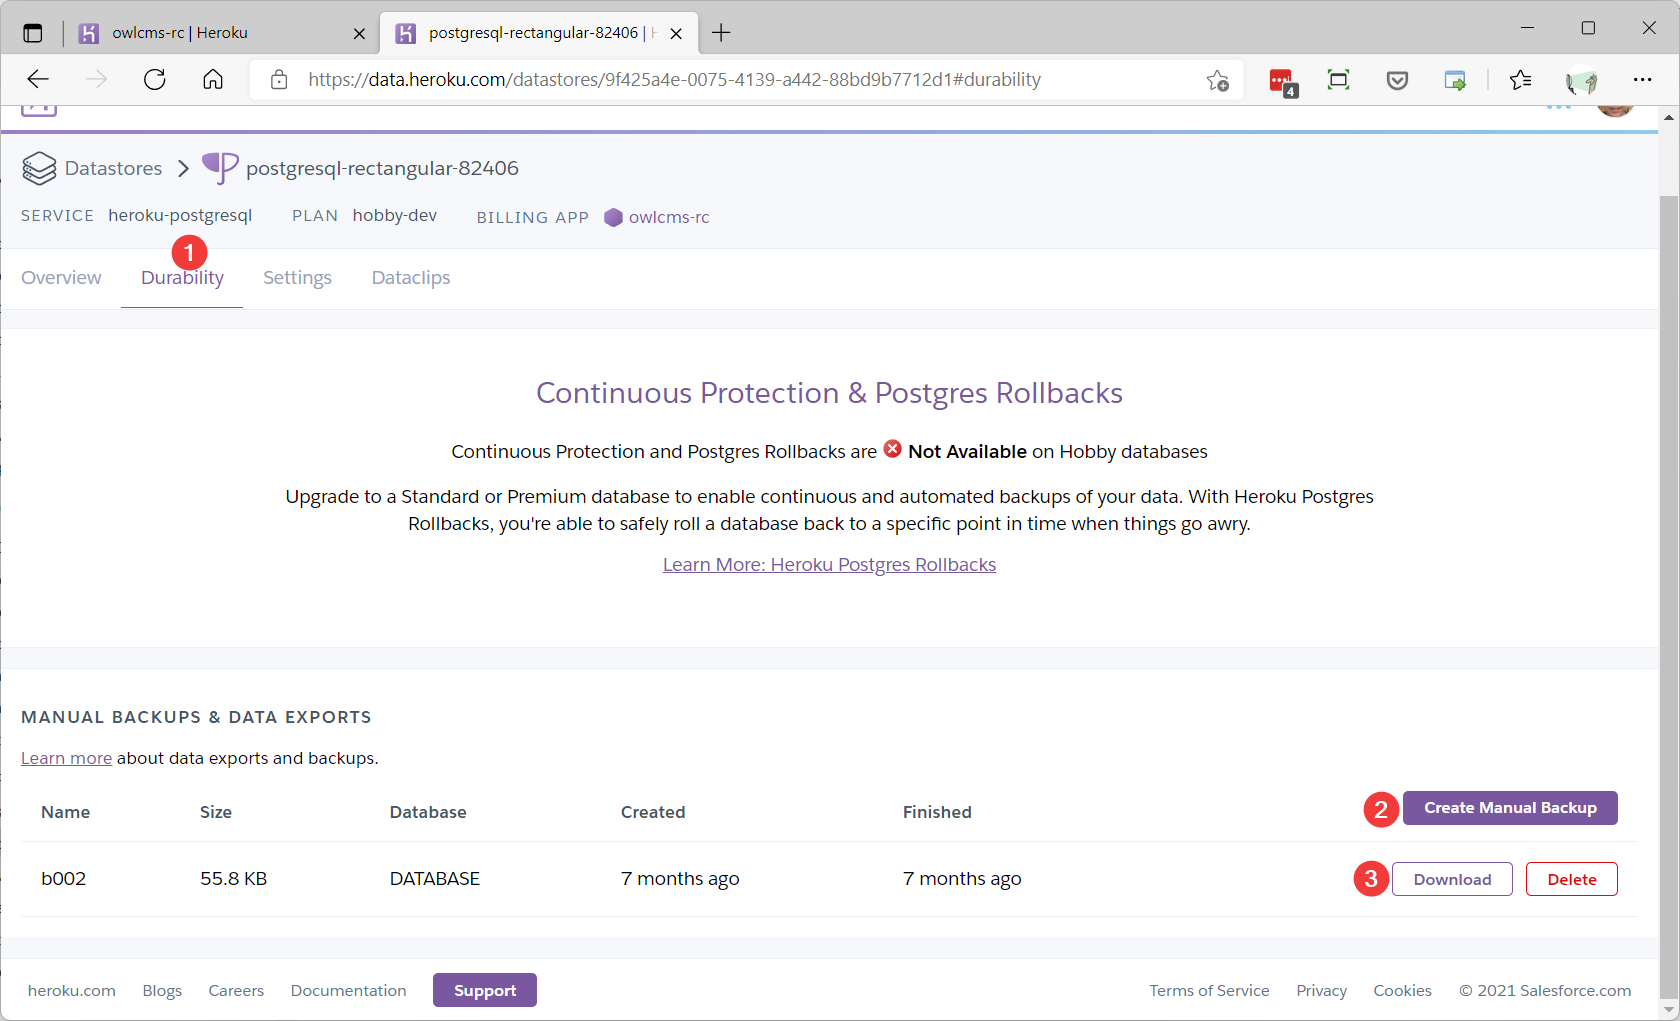 owlcms-rc | Heroku
postgresql-rectangular-82406 |
https://data.heroku.com/datastores/9f425a4e-0075-4139-a442-88bd9b7712d1#durability
4
Datastores
postgresql-rectangular-82406
SERVICE heroku-postgresql PLAN hobby-dev BILLING APP owlcms-rc
1
Overview Durability Settings Dataclips
Continuous Protection & Postgres Rollbacks
Continuous Protection and Postgres Rollbacks are Not Available on Hobby databases
Upgrade to a Standard or Premium database to enable continuous and automated backups of your data. With Heroku Postgres
Rollbacks, you're able to safely roll a database back to a specific point in time when things go awry.
Learn More: Heroku Postgres Rollbacks
MANUAL BACKUPS & DATA EXPORTS
Learn more about data exports and backups.
Name Size Database Created Finished 2 Create Manual Backup
b002 55.8 KB DATABASE 7 months ago 7 months ago 3 Download Delete
heroku.com Blogs Careers Documentation Support Terms of Service Privacy Cookies © 2021 Salesforce.com